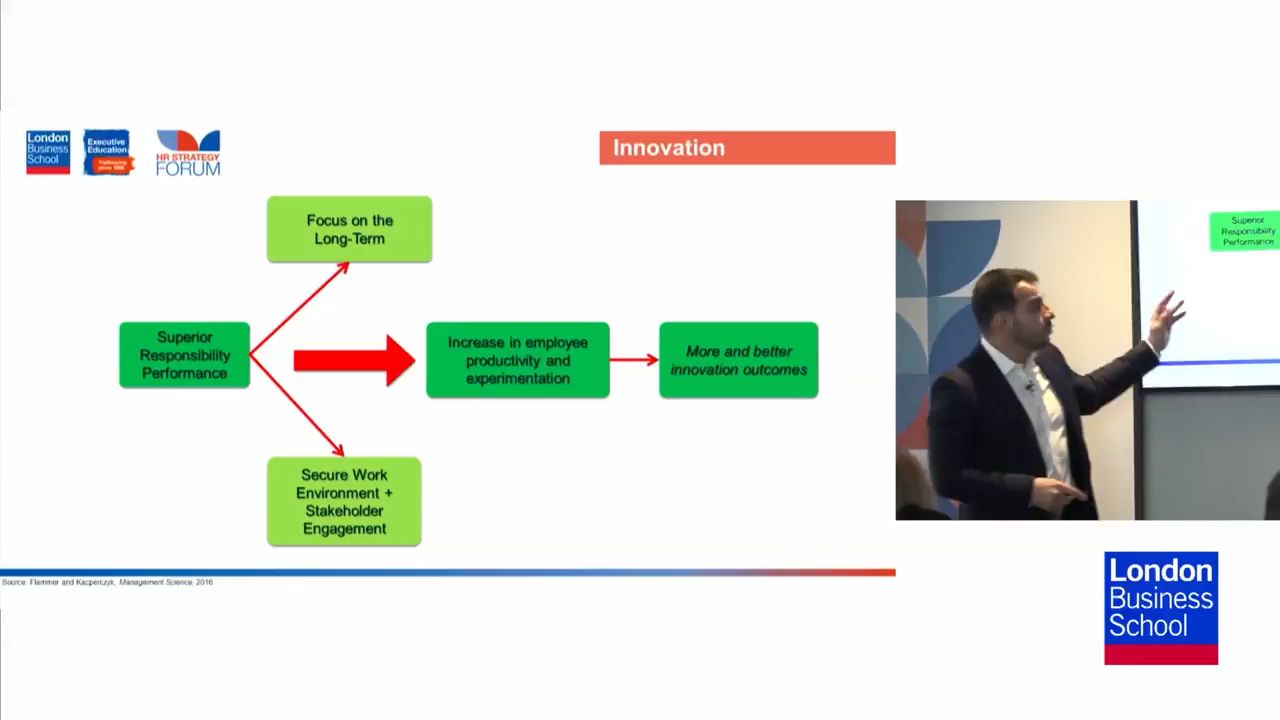 London
Business
School
Executive
Education
HR STRATEGY
FORUM
Innovation
Focus on the
Long-Term
Superior
Responsibility
Performance
Increase in employee
productivity and
experimentation
More and better
innovation outcomes
Secure Work
Environment +
Stakeholder
Engagement
Source: Flammer and Kacperczyk, Management Science, 2016
Superior
Responsibility
Performance
London
Business
School